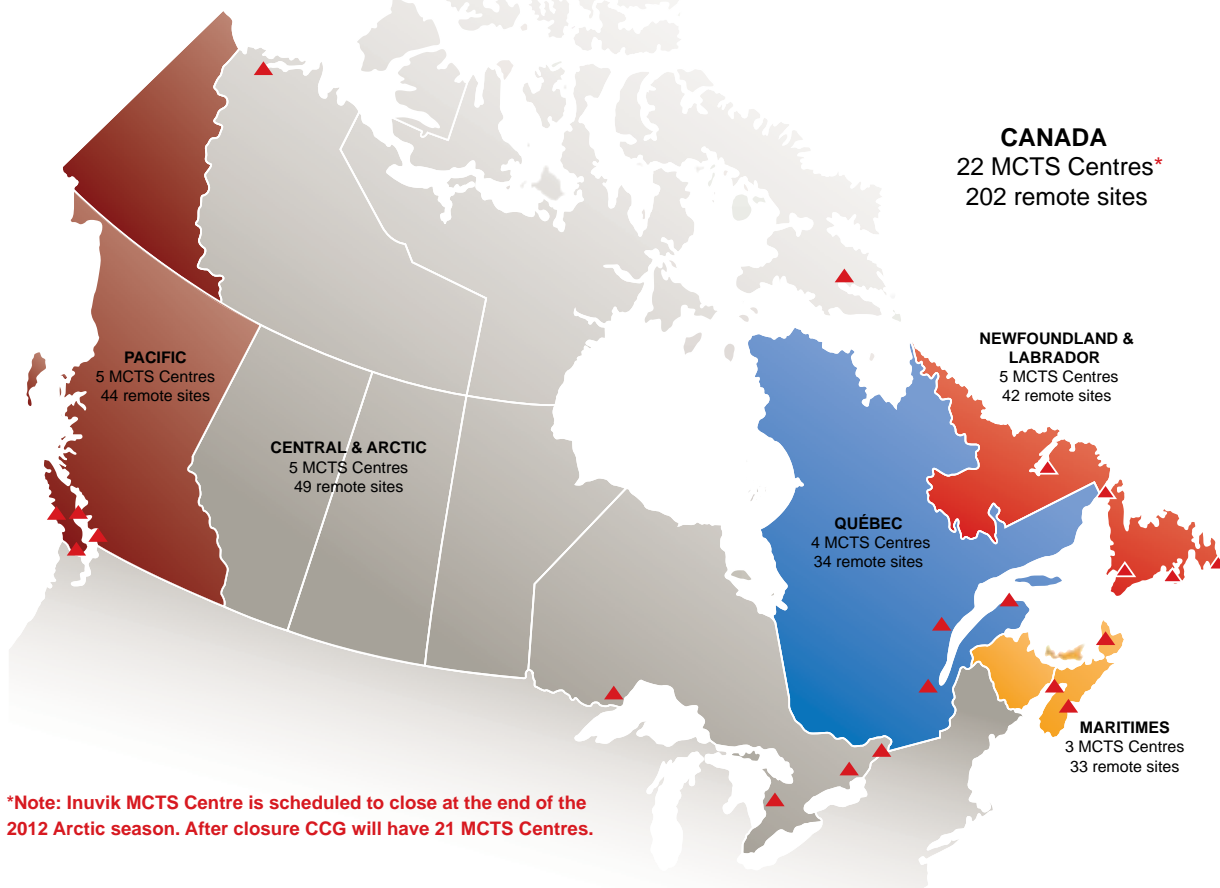 CANADA
22 MCTS Centres*
202 remote sites
NEWFOUNDLAND &
LABRADOR
5 MCTS Centres
42 remote sites
PACIFIC
5 MCTS Centres
44 remote sites
CENTRAL & ARCTIC
5 MCTS Centres
49 remote sites
QUÉBEC
4 MCTS Centres
34 remote sites
MARITIMES
3 MCTS Centres
33 remote sites
*Note: Inuvik MCTS Centre is scheduled to close at the end of the
2012 Arctic season. After closure CCG will have 21 MCTS Centres.